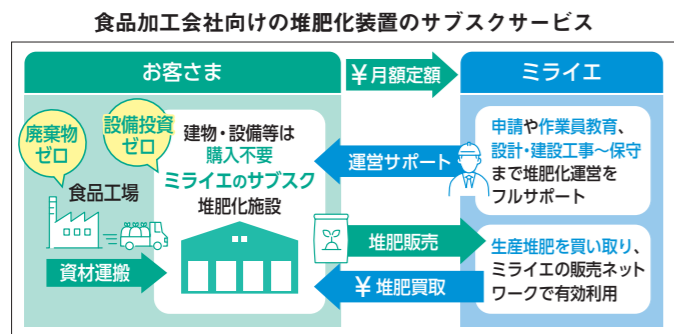 食品加工会社向けの堆肥化装置のサブスクサービス
お客さま
¥月額定額
ミライエ
廃棄物
ゼロ
設備投資
ゼロ
建物・設備等は
購入不要
ミライエのサブスク
堆肥化施設
食品工場
資材運搬
運営サポート
申請や作業員教育、
設計・建設工事～保守
まで堆肥化運営を
フルサポート
堆肥販売
¥堆肥買取
生産堆肥を買い取り、
ミライエの販売ネット
ワークで有効利用